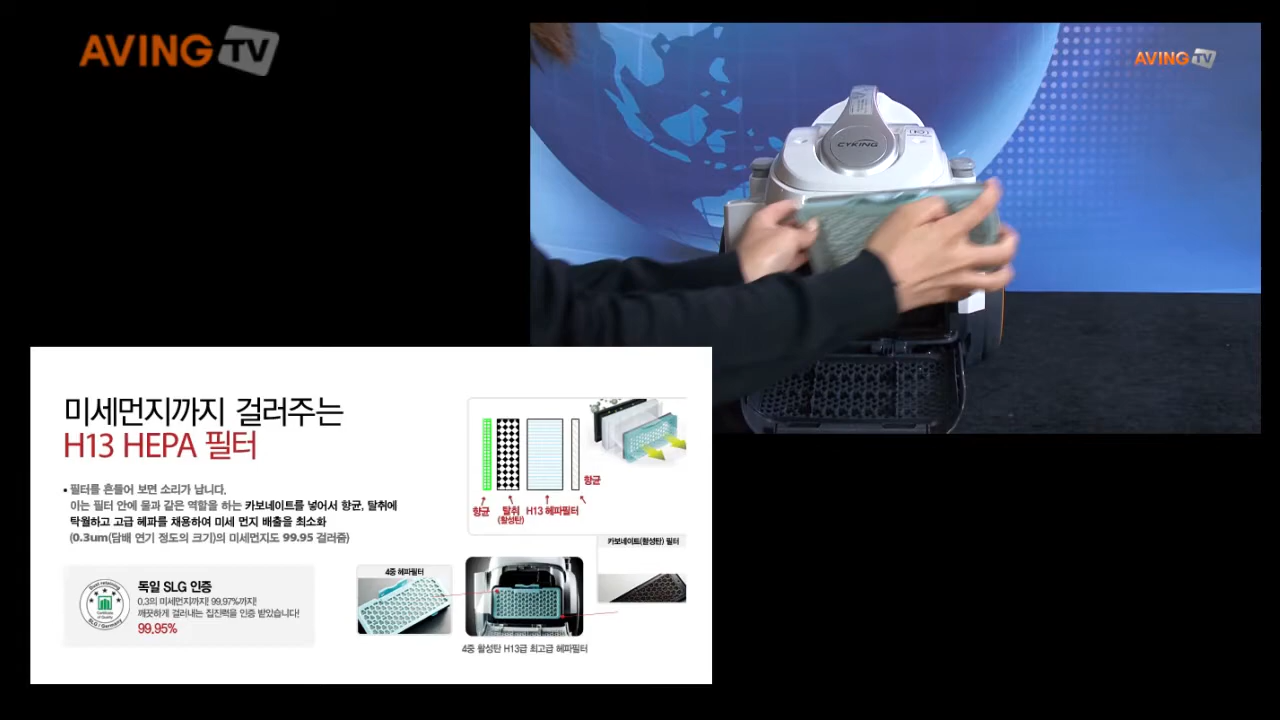 AVING TV
AVING TV
CYKING
미세먼지까지 걸러주는
H13 HEPA 필터
• 필터를 흔들어 보면 소리가 납니다.
이는 필터 안에 물과 같은 역할을 하는 카보네이트를 넣어서 항균, 탈취에
탁월하고 고급 헤파를 채용하여 미세 먼지 배출을 최소화
(0.3um(담배 연기 정도의 크기)의 미세먼지도 99.95 걸러줌)
항균
항균
탈취
(활성탄)
H13 헤파필터
카보네이트(활성탄) 필터
4중 헤파필터
독일 SLG 인증
0.3의 미세먼지까지! 99.97%까지!
깨끗하게 걸러내는 집진력을 인증 받았습니다!
99.95%
4중 활성탄 H13급 최고급 헤파필터